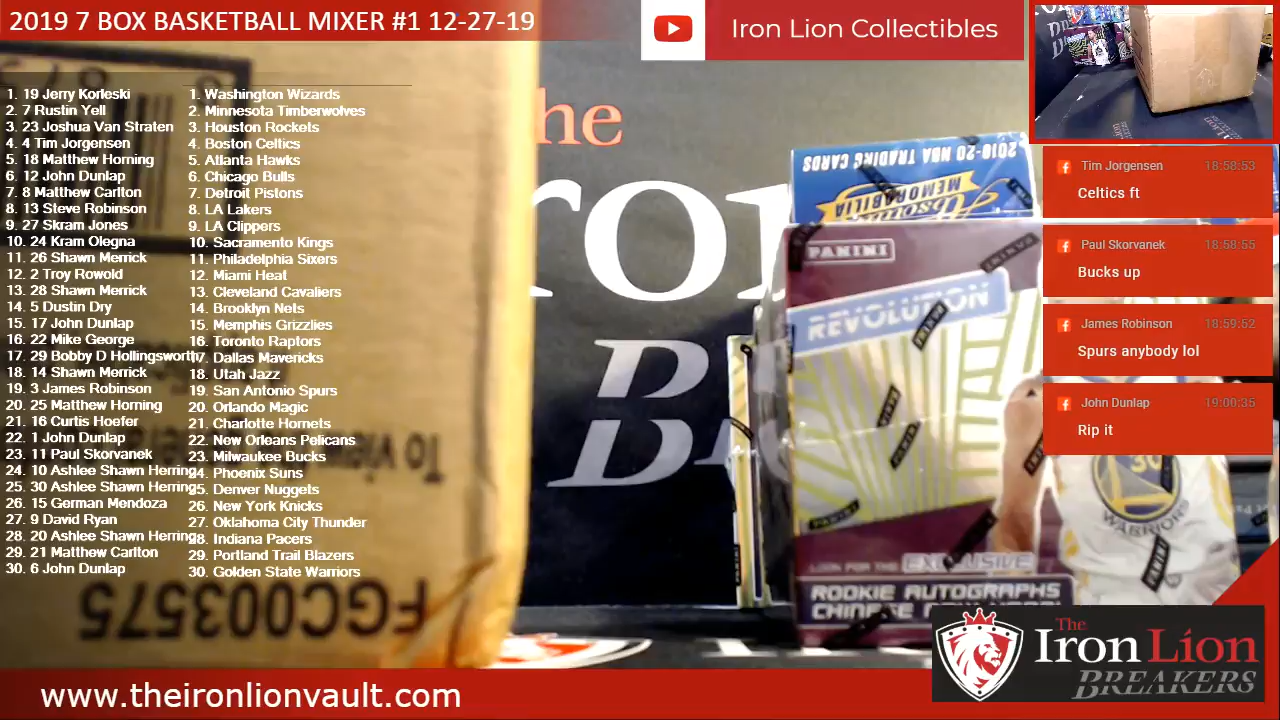 2019 7 BOX BASKETBALL MIXER #1 12-27-19
Iron Lion Collectibles
1. 19 Jerry Korleski
2. 7 Rustin Yell
3. 23 Joshua Van Straten
4. 4 Tim Jorgensen
5. 18 Matthew Horning
6. 12 John Dunlap
7. 8 Matthew Carlton
8. 13 Steve Robinson
9. 27 Skram Jones
10. 24 Kram Olegna
11. 26 Shawn Merrick
12. 2 Troy Rowold
13. 28 Shawn Merrick
14. 5 Dustin Dry
15. 17 John Dunlap
16. 22 Mike George
17. 29 Bobby D Hollingsworth
18. 14 Shawn Merrick
19. 3 James Robinson
20. 25 Matthew Horning
21. 16 Curtis Hoefer
22. 1 John Dunlap
23. 11 Paul Skorvanek
24. 10 Ashlee Shawn Herring
25. 30 Ashlee Shawn Herring
26. 15 German Mendoza
27. 9 David Ryan
28. 20 Ashlee Shawn Herring
29. 21 Matthew Carlton
30. 6 John Dunlap
1. Washington Wizards
2. Minnesota Timberwolves
3. Houston Rockets
4. Boston Celtics
5. Atlanta Hawks
6. Chicago Bulls
7. Detroit Pistons
8. LA Lakers
9. LA Clippers
10. Sacramento Kings
11. Philadelphia Sixers
12. Miami Heat
13. Cleveland Cavaliers
14. Brooklyn Nets
15. Memphis Grizzlies
16. Toronto Raptors
17. Dallas Mavericks
18. Utah Jazz
19. San Antonio Spurs
20. Orlando Magic
21. Charlotte Hornets
22. New Orleans Pelicans
23. Milwaukee Bucks
24. Phoenix Suns
25. Denver Nuggets
26. New York Knicks
27. Oklahoma City Thunder
28. Indiana Pacers
29. Portland Trail Blazers
30. Golden State Warriors
To view
FGC003575
he
ro
B
NBA TRADING CARDS
Absolute
MEMORABILIA
PANINI
REVOLUTION
LOOK FOR THE EXCLUSIVE
ROOKIE AUTOGRAPHS
30
WARRIORS
Tim Jorgensen 18:58:53
Celtics ft
Paul Skorvanek 18:58:55
Bucks up
James Robinson 18:59:52
Spurs anybody lol
John Dunlap 19:00:35
Rip it
The
Iron Lion
BREAKERS
www.theironlionvault.com